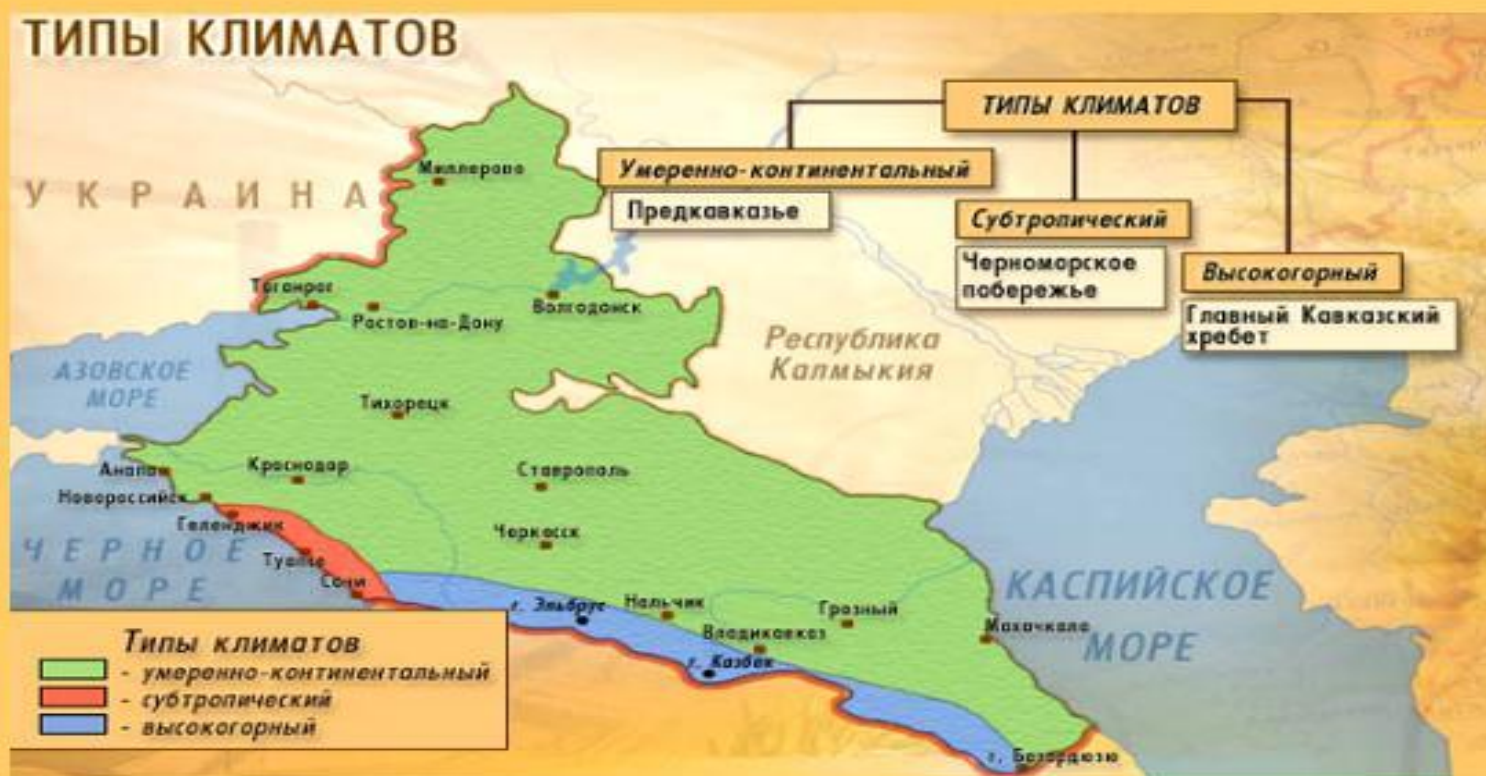 ТИПЫ КЛИМАТОВ
ТИПЫ КЛИМАТОВ
Умеренно-континентальный
Предкавказье
Субтропический
Черноморское
побережье
Высокогорный
Главный Кавказский
хребет
УКРАИНА
Миллерово
Таганрог
Ростов-на-Дону
Волгодонск
Республика
Калмыкия
АЗОВСКОЕ
МОРЕ
Тихорецк
Анапа
Краснодар
Ставрополь
Новороссийск
Геленджик
Черкесск
ЧЕРНОЕ
МОРЕ
Туапсе
Сочи
г. Эльбрус
Нальчик
Грозный
Владикавказ
Махачкала
КАСПИЙСКОЕ
МОРЕ
г. Казбек
г. Базардюзю
Типы климатов
- умеренно-континентальный
- субтропический
- высокогорный